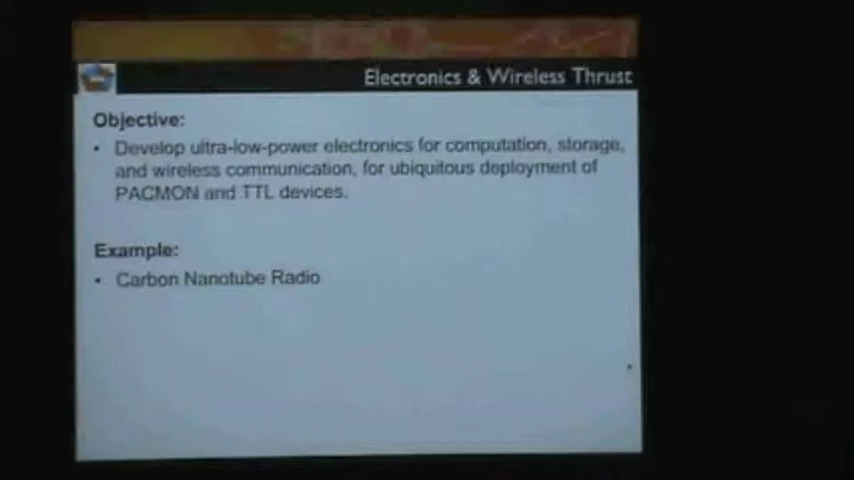 Electronics & Wireless Thrust
Objective:
• Develop ultra-low-power electronics for computation, storage,
and wireless communication, for ubiquitous deployment of
PACMON and TTL devices.
Example:
• Carbon Nanotube Radio